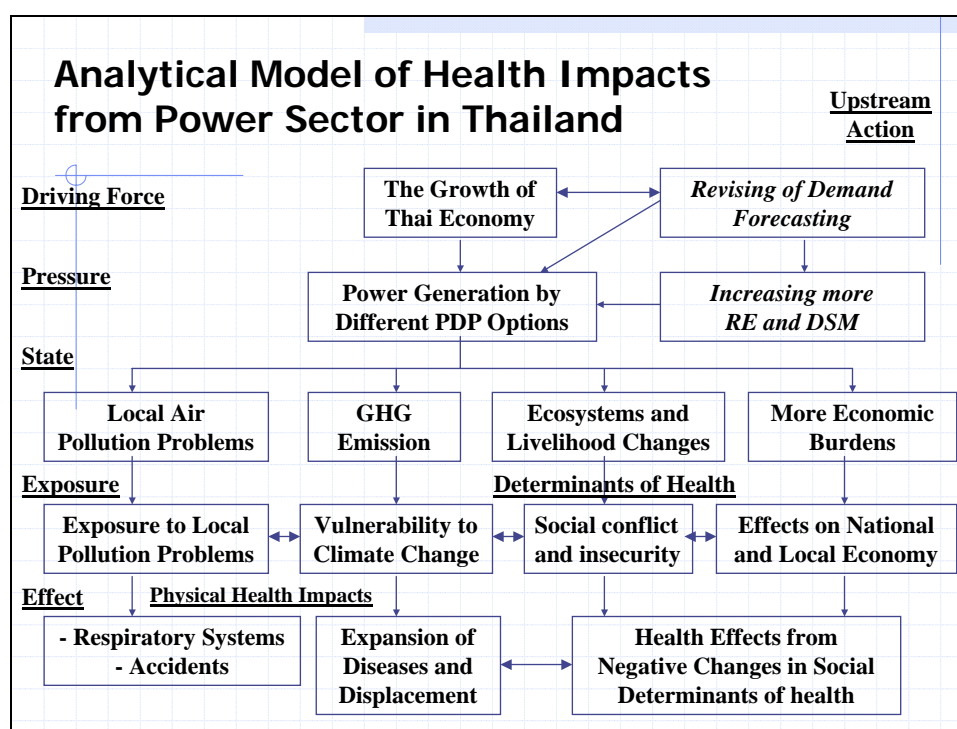 Analytical Model of Health Impacts
from Power Sector in Thailand
Upstream
Action
Driving Force
The Growth of
Thai Economy
Revising of Demand
Forecasting
Pressure
Power Generation by
Different PDP Options
Increasing more
RE and DSM
State
Local Air
Pollution Problems
GHG
Emission
Ecosystems and
Livelihood Changes
More Economic
Burdens
Exposure
Determinants of Health
Exposure to Local
Pollution Problems
Vulnerability to
Climate Change
Social conflict
and insecurity
Effects on National
and Local Economy
Effect
Physical Health Impacts
- Respiratory Systems
- Accidents
Expansion of
Diseases and
Displacement
Health Effects from
Negative Changes in Social
Determinants of health